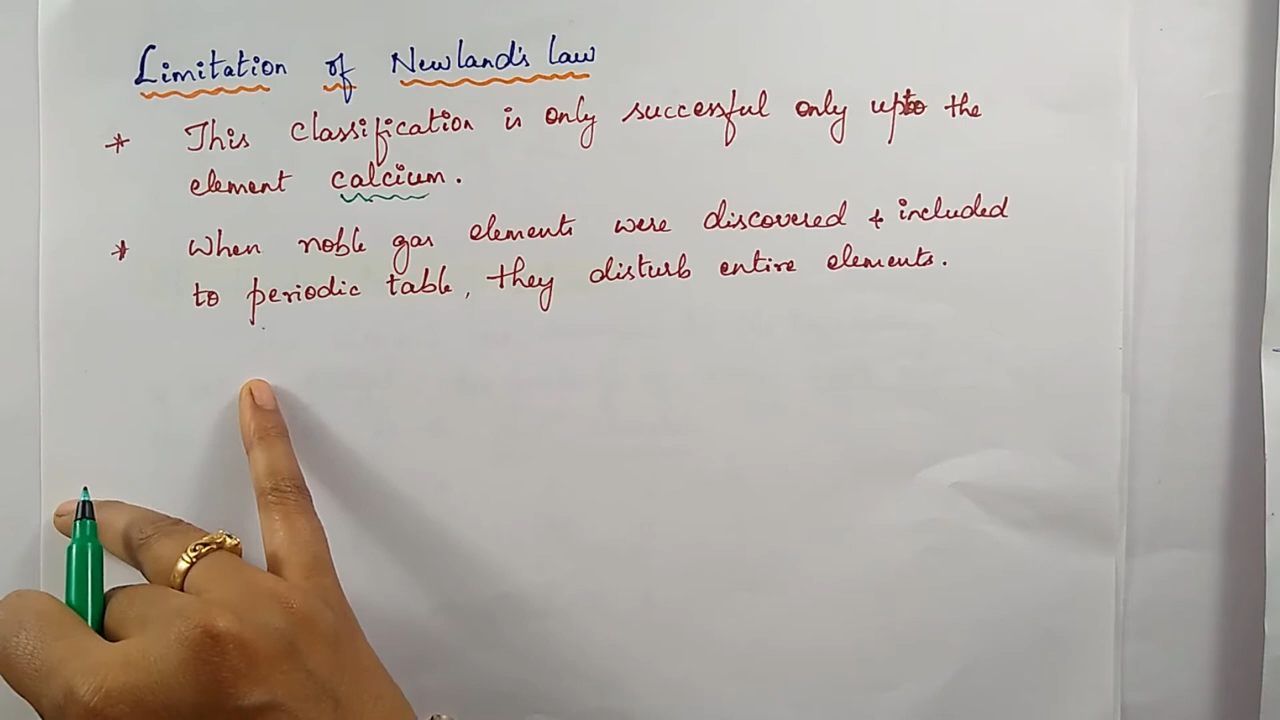 Limitation of Newland's law
* This classification is only successful only upto the
element calcium.
* When noble gas elements were discovered & included
to periodic table, they disturb entire elements.